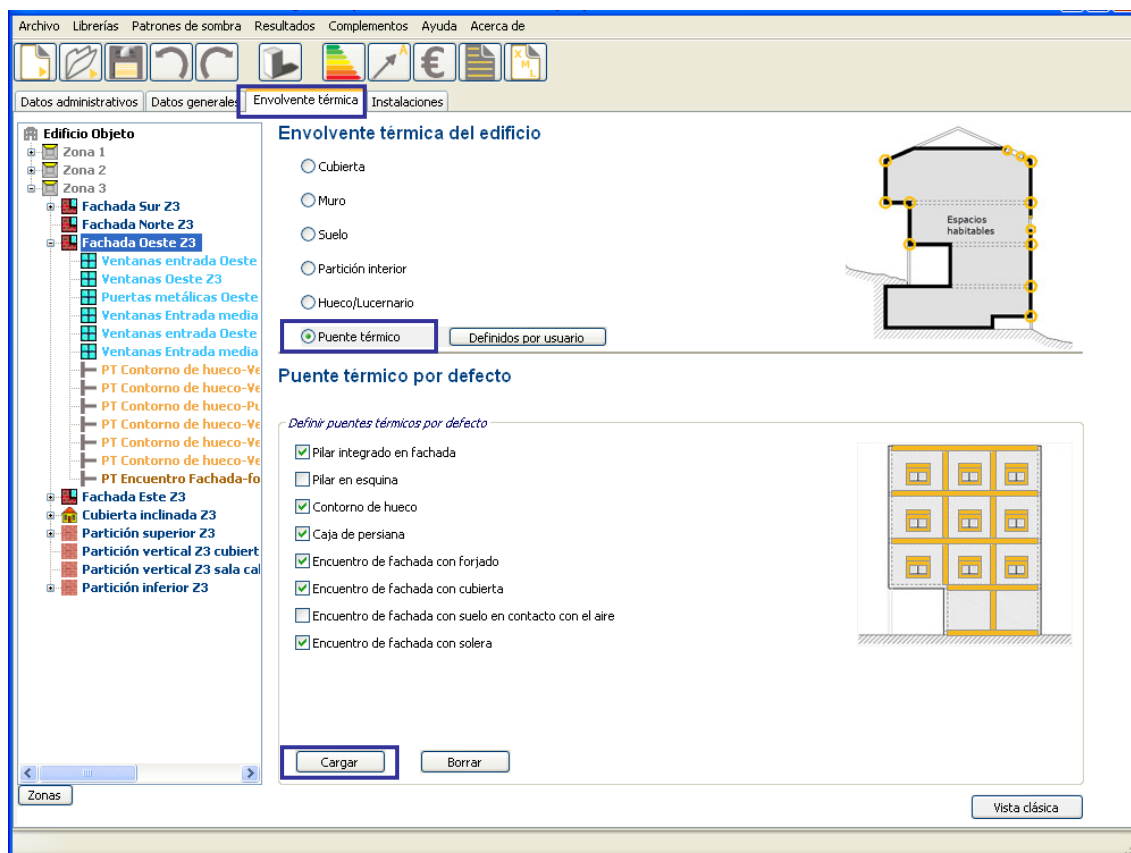 Archivo Librerías Patrones de sombra Resultados Complementos Ayuda Acerca de
A € X M L
Datos administrativos Datos generales Envolvente térmica Instalaciones
Edificio Objeto
Zona 1
Zona 2
Zona 3
Fachada Sur Z3
Fachada Norte Z3
Fachada Oeste Z3
Ventanas entrada Oeste
Ventanas Oeste Z3
Puertas metálicas Oeste
Ventanas Entrada media
Ventanas entrada Oeste
Ventanas Entrada media
PT Contorno de hueco-Ve
PT Contorno de hueco-Ve
PT Contorno de hueco-Pu
PT Contorno de hueco-Ve
PT Contorno de hueco-Ve
PT Contorno de hueco-Ve
PT Encuentro Fachada-fo
Fachada Este Z3
Cubierta inclinada Z3
Partición superior Z3
Partición vertical Z3 cubiert
Partición vertical Z3 sala cal
Partición inferior Z3
Zonas
Envolvente térmica del edificio
Cubierta
Muro
Suelo
Partición interior
Hueco/Lucernario
Puente térmico Definidos por usuario
Espacios
habitables
Puente térmico por defecto
Definir puentes térmicos por defecto
Pilar integrado en fachada
Pilar en esquina
Contorno de hueco
Caja de persiana
Encuentro de fachada con forjado
Encuentro de fachada con cubierta
Encuentro de fachada con suelo en contacto con el aire
Encuentro de fachada con solera
Cargar Borrar
Vista clásica